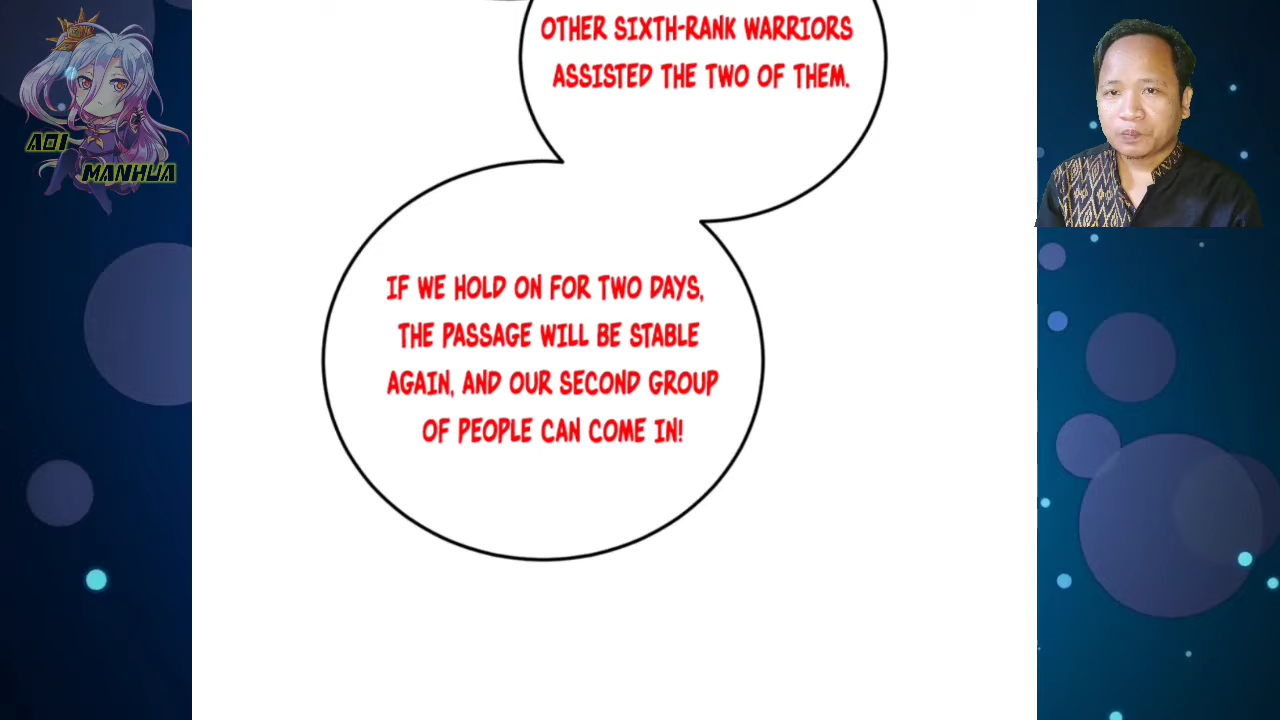 OTHER SIXTH-RANK WARRIORS
ASSISTED THE TWO OF THEM.
AOI
MANHUA
IF WE HOLD ON FOR TWO DAYS,
THE PASSAGE WILL BE STABLE
AGAIN, AND OUR SECOND GROUP
OF PEOPLE CAN COME IN!